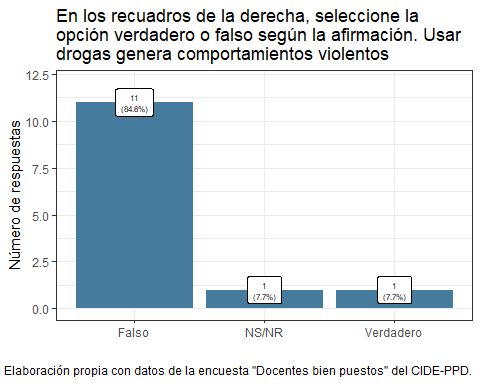 En los recuadros de la derecha, seleccione la
opción verdadero o falso según la afirmación. Usar
drogas genera comportamientos violentos
Número de respuestas
12.5
10.0
7.5
5.0
2.5
0.0
11
(84.6%)
1
(7.7%)
1
(7.7%)
Falso
NS/NR
Verdadero
Elaboración propia con datos de la encuesta "Docentes bien puestos" del CIDE-PPD.